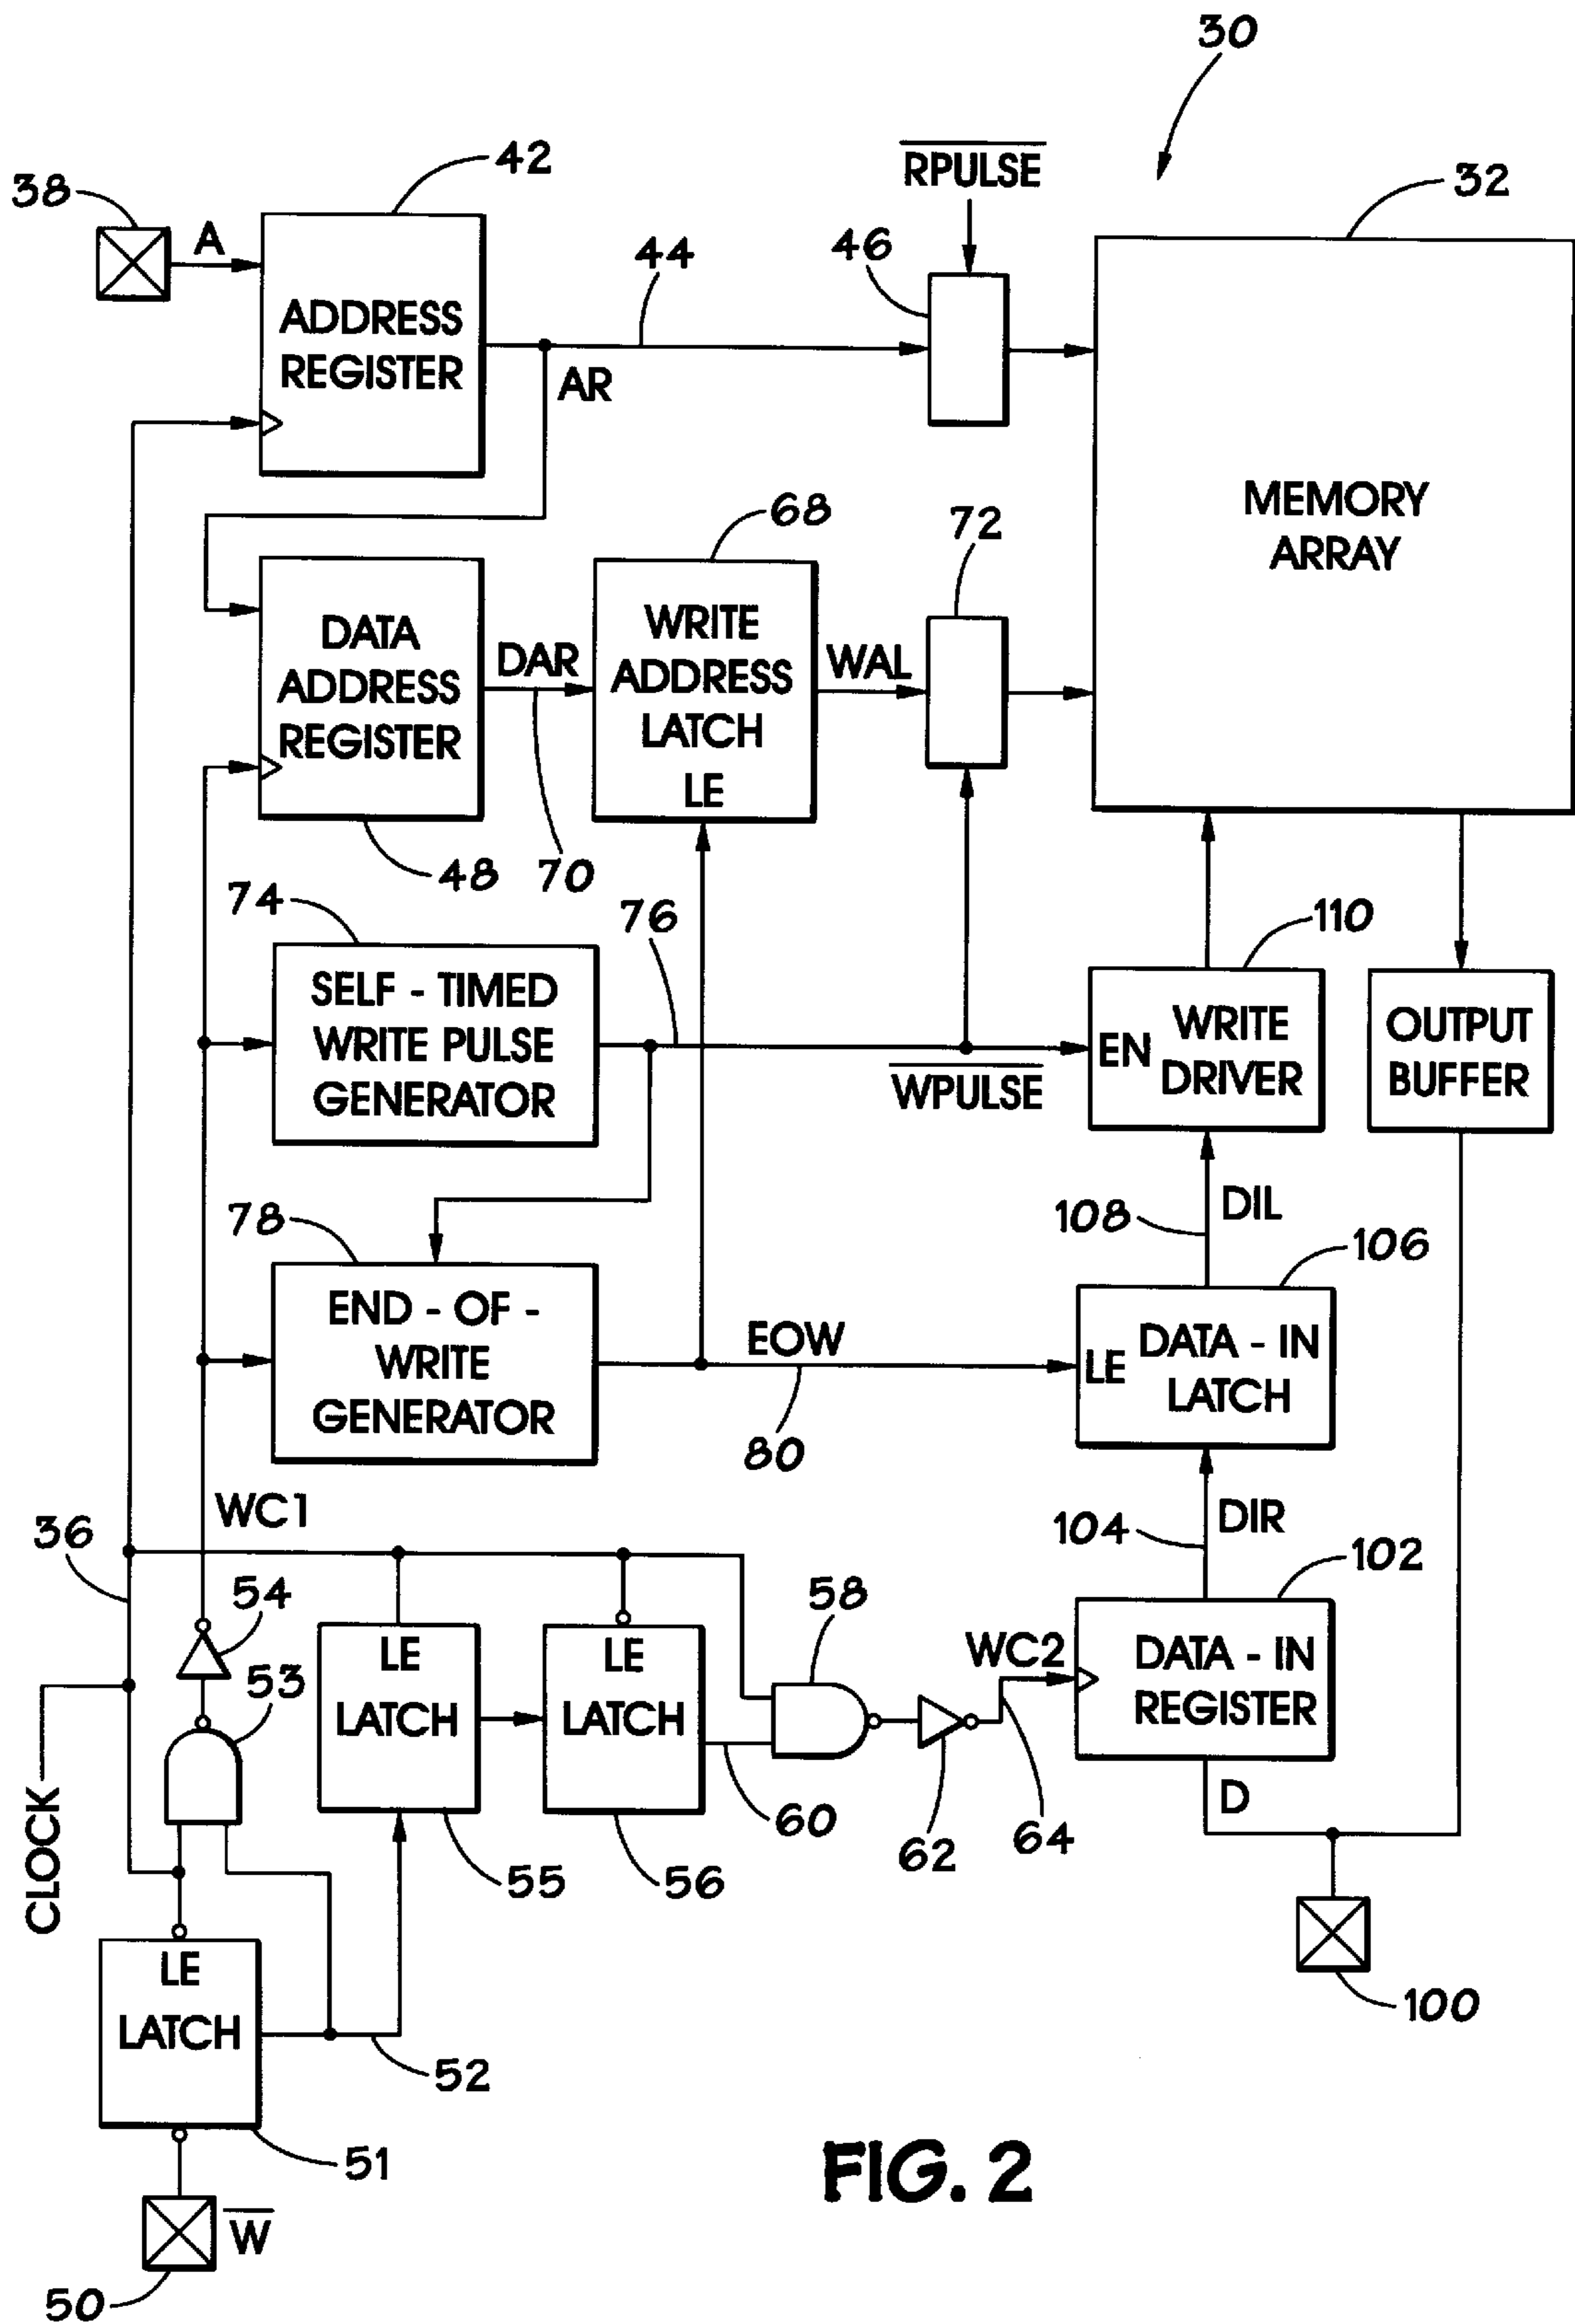 30
42
38
A
RPULSE
32
44
46
ADDRESS
REGISTER
AR
MEMORY
ARRAY
68
72
DATA
ADDRESS
REGISTER
DAR
WRITE
ADDRESS
LATCH
LE
WAL
48
70
74
76
110
SELF - TIMED
WRITE PULSE
GENERATOR
WPULSE
EN
WRITE
DRIVER
OUTPUT
BUFFER
78
108
DIL
106
END - OF -
WRITE
GENERATOR
EOW
80
LE
DATA - IN
LATCH
WC1
36
104
DIR
102
54
53
LE
LATCH
LE
LATCH
58
WC2
DATA - IN
REGISTER
CLOCK
55
56
60
62
64
D
LE
LATCH
52
100
51
W
50
FIG. 2